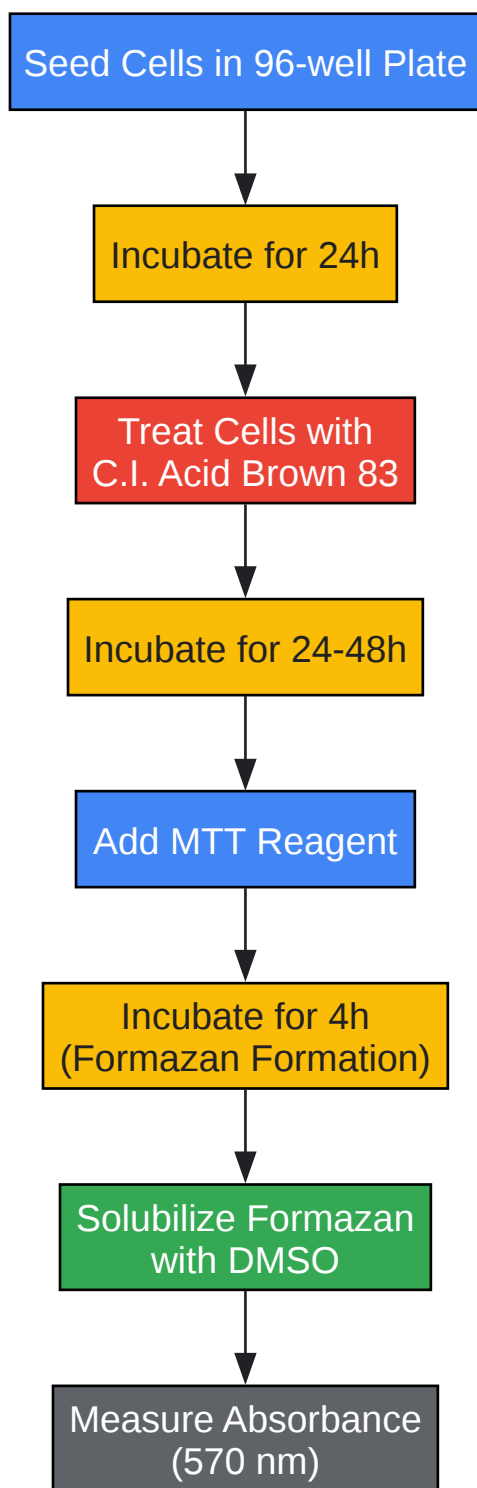 Seed Cells in 96-well Plate
Incubate for 24h
Treat Cells with
C.I. Acid Brown 83
Incubate for 24-48h
Add MTT Reagent
Incubate for 4h
(Formazan Formation)
Solubilize Formazan
with DMSO
Measure Absorbance
(570 nm)